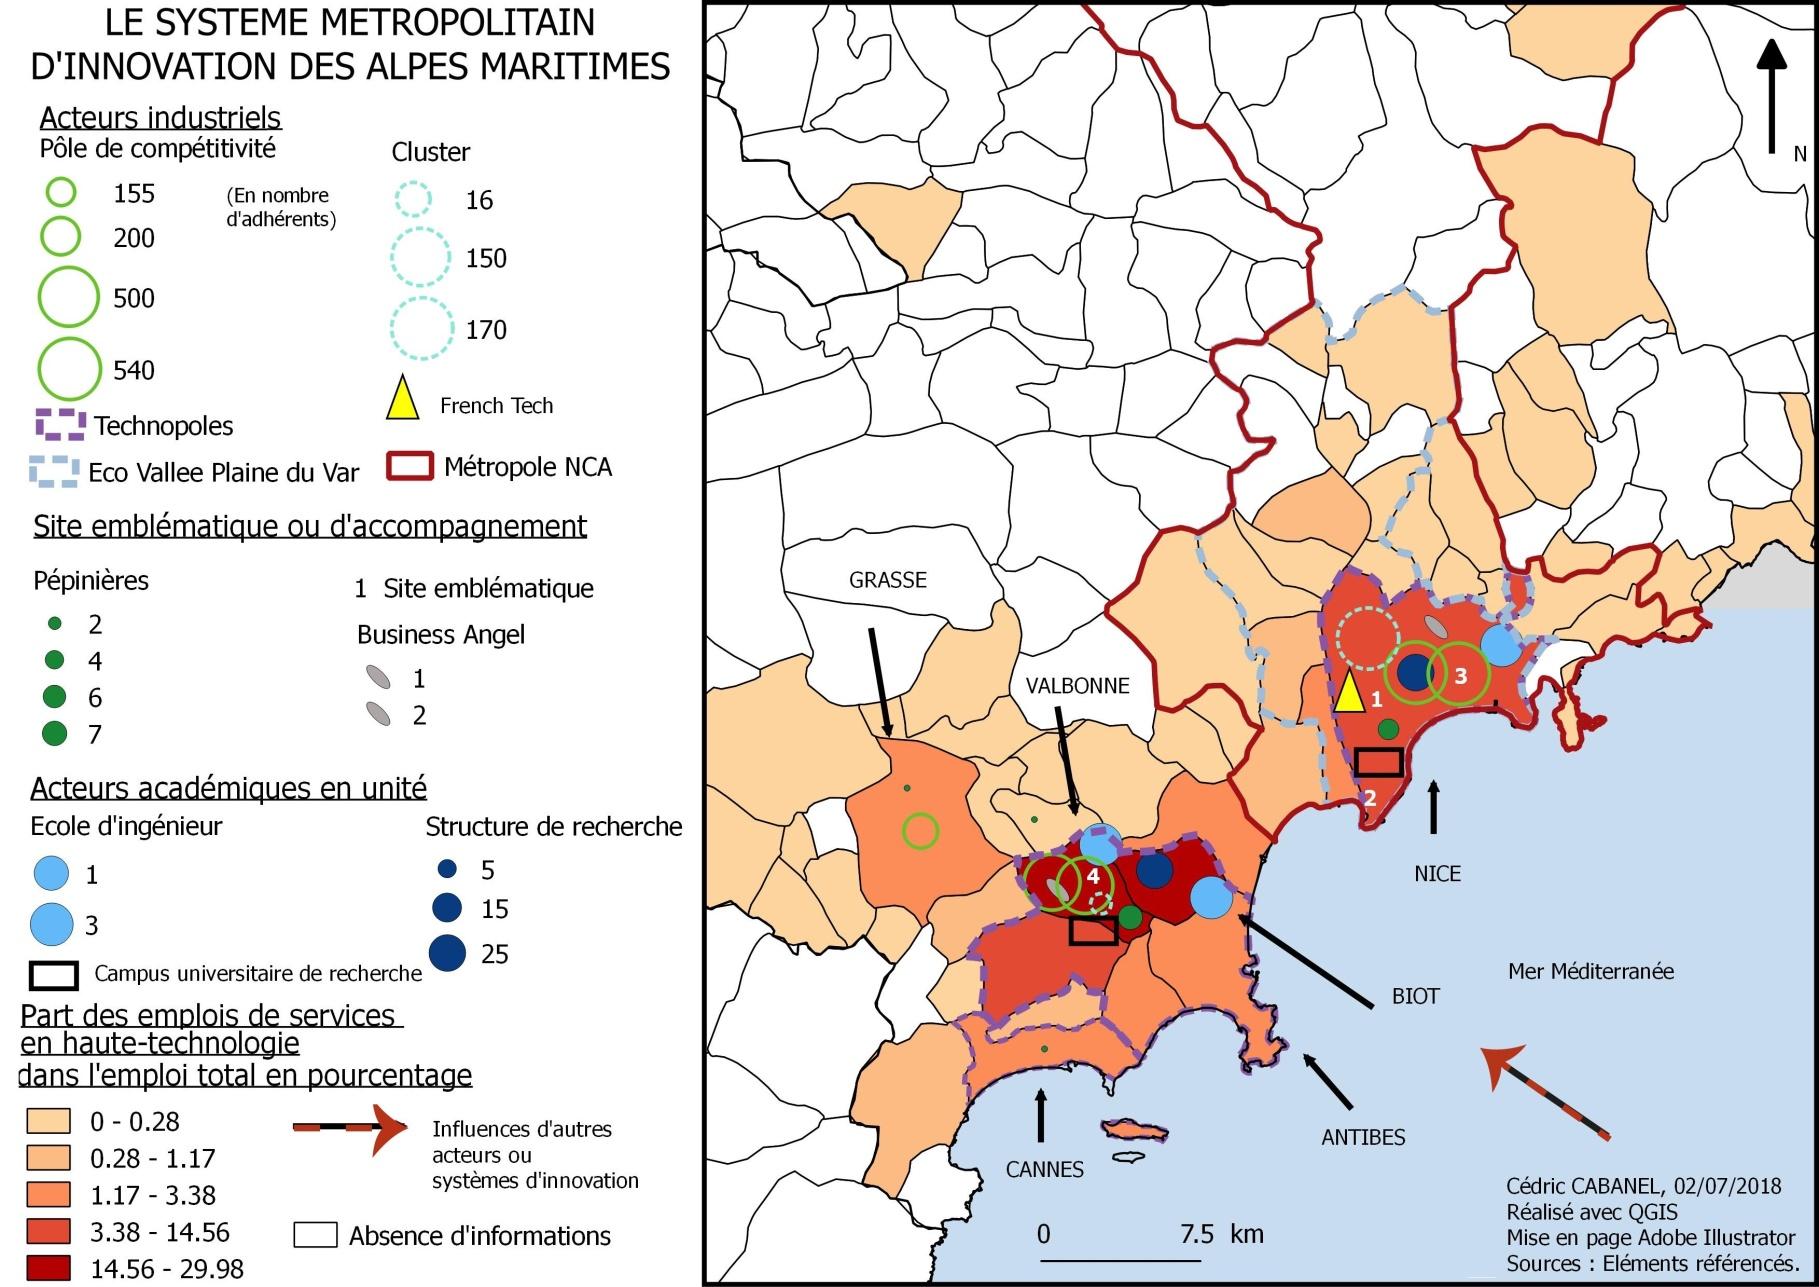 LE SYSTEME METROPOLITAIN
D'INNOVATION DES ALPES MARITIMES
Acteurs industriels
Pôle de compétitivité
155
200
500
540
(En nombre
d'adhérents)
Cluster
16
150
170
French Tech
Technopoles
Eco Vallee Plaine du Var
Métropole NCA
Site emblématique ou d'accompagnement
Pépinières
2
4
6
7
1 Site emblématique
Business Angel
1
2
Acteurs académiques en unité
Ecole d'ingénieur
1
3
Structure de recherche
5
15
25
Campus universitaire de recherche
Part des emplois de services
en haute-technologie
dans l'emploi total en pourcentage
0 - 0.28
0.28 - 1.17
1.17 - 3.38
3.38 - 14.56
14.56 - 29.98
Influences d'autres
acteurs ou
systèmes d'innovation
Absence d'informations
N
GRASSE
VALBONNE
3
1
2
4
NICE
BIOT
Mer Méditerranée
ANTIBES
CANNES
0 7.5 km
Cédric CABANEL, 02/07/2018
Réalisé avec QGIS
Mise en page Adobe Illustrator
Sources : Eléments référencés.